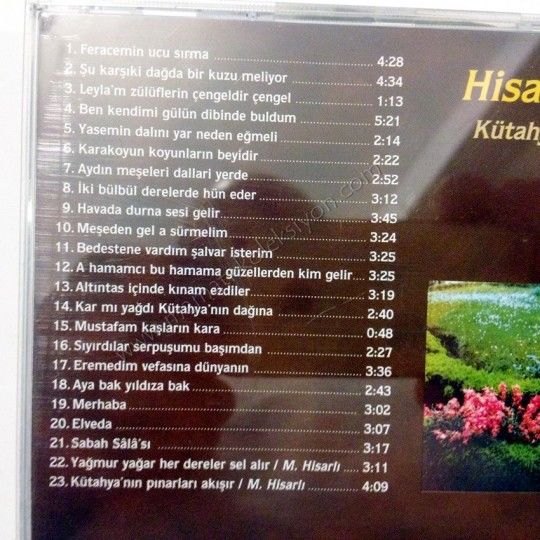 1. Feracemin ucu sırma 4:28
2. Şu karşıki dağda bir kuzu meliyor 4:34
3. Leyla'm zülüflerin çengeldir çengel 1:13
4. Ben kendimi gülün dibinde buldum 5:21
5. Yasemin dalını yar neden eğmeli 2:14
6. Karakoyun koyunların beyidir 2:22
7. Aydın meşeleri dallari yerde 2:52
8. İki bülbül derelerde hün eder 3:12
9. Havada durna sesi gelir 3:45
10. Meşeden gel a sürmelim 3:24
11. Bedestene vardım şalvar isterim 3:25
12. A hamamcı bu hamama güzellerden kim gelir 3:25
13. Altıntas içinde kınam ezdiler 3:19
14. Kar mı yağdı Kütahya'nın dağına 2:40
15. Mustafam kaşların kara 0:48
16. Sıyırdılar serpuşumu başımdan 2:27
17. Eremedim vefasına dünyanın 3:36
18. Aya bak yıldıza bak 2:43
19. Merhaba 3:02
20. Elveda 3:07
21. Sabah Sâlâ'sı 3:17
22. Yağmur yağar her dereler sel alır / M. Hisarlı 3:11
23. Kütahya'nın pınarları akışır / M. Hisarlı 4:09
Hisa
Kütahy